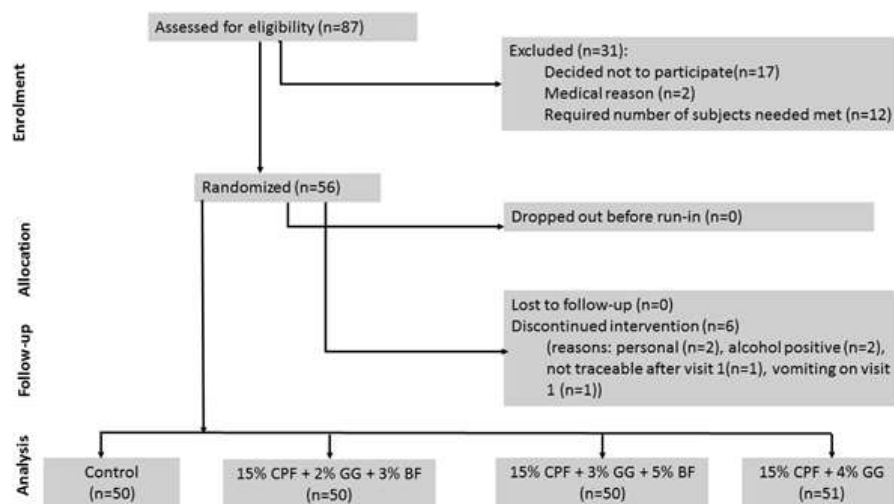 Assessed for eligibility (n=87)
Excluded (n=31):
Decided not to participate(n=17)
Medical reason (n=2)
Required number of subjects needed met (n=12)
Enrolment
Randomized (n=56)
Dropped out before run-in (n=0)
Allocation
Lost to follow-up (n=0)
Discontinued intervention (n=6)
(reasons: personal (n=2), alcohol positive (n=2),
not traceable after visit 1(n=1), vomiting on visit
1 (n=1))
Follow-up
Analysis
Control
(n=50)
15% CPF + 2% GG + 3% BF
(n=50)
15% CPF + 3% GG + 5% BF
(n=50)
15% CPF + 4% GG
(n=51)